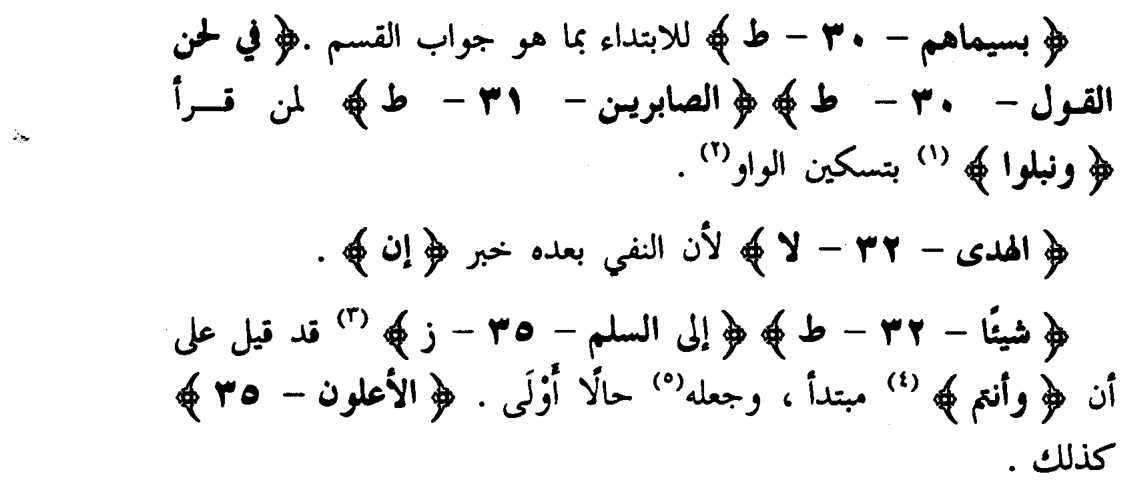 ﴿ بسيماهم – ٣٠ – ط ﴾ للابتداء بما هو جواب القسم . ﴿ في لحن
القول – ٣٠ – ط ﴾ ﴿ الصابرين – ٣١ – ط ﴾ لمن قرأ
﴿ ونبلوا ﴾ (١) بتسكين الواو (٢) .
﴿ الهدى – ٣٢ – لا ﴾ لأن النفي بعده خبر ﴿ إن ﴾ .
﴿ شيئًا – ٣٢ – ط ﴾ ﴿ إلى السلم – ٣٥ – ز ﴾ (٣) قد قيل على
أن ﴿ وأنتم ﴾ (٤) مبتدأ ، وجعله (٥) حالًا أَوْلَى . ﴿ الأعلون – ٣٥ ﴾
كذلك .